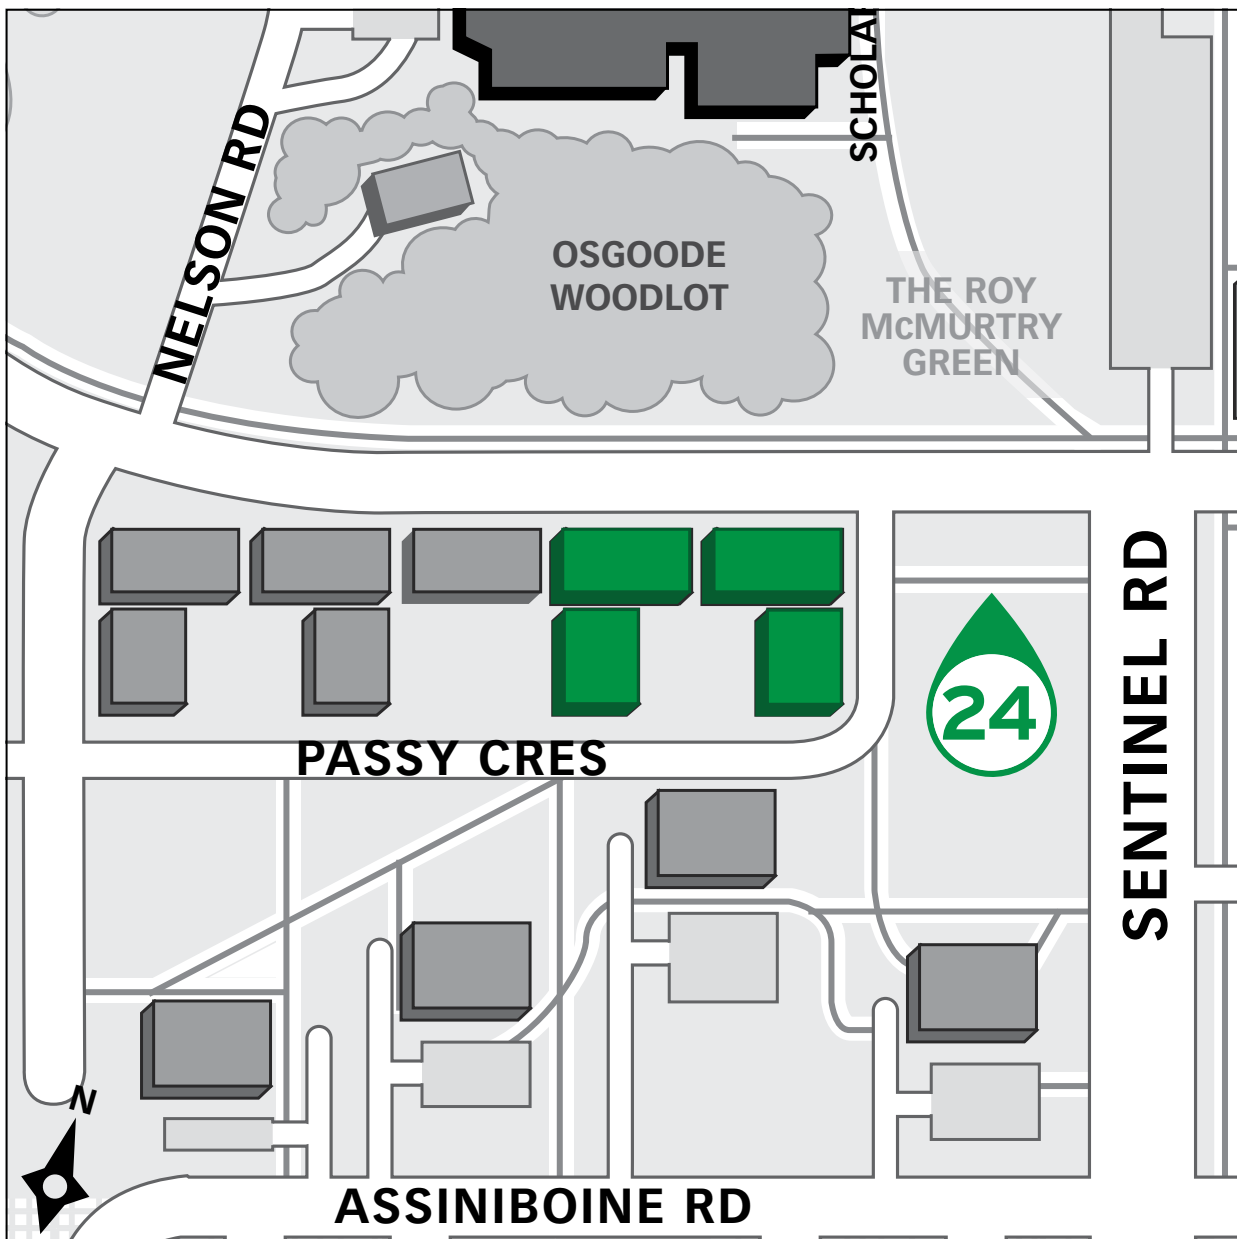 SCHOLA
NELSON RD
OSGOODE
WOODLOT
THE ROY
McMURTRY
GREEN
SENTINEL RD
24
PASSY CRES
N
ASSINIBOINE RD